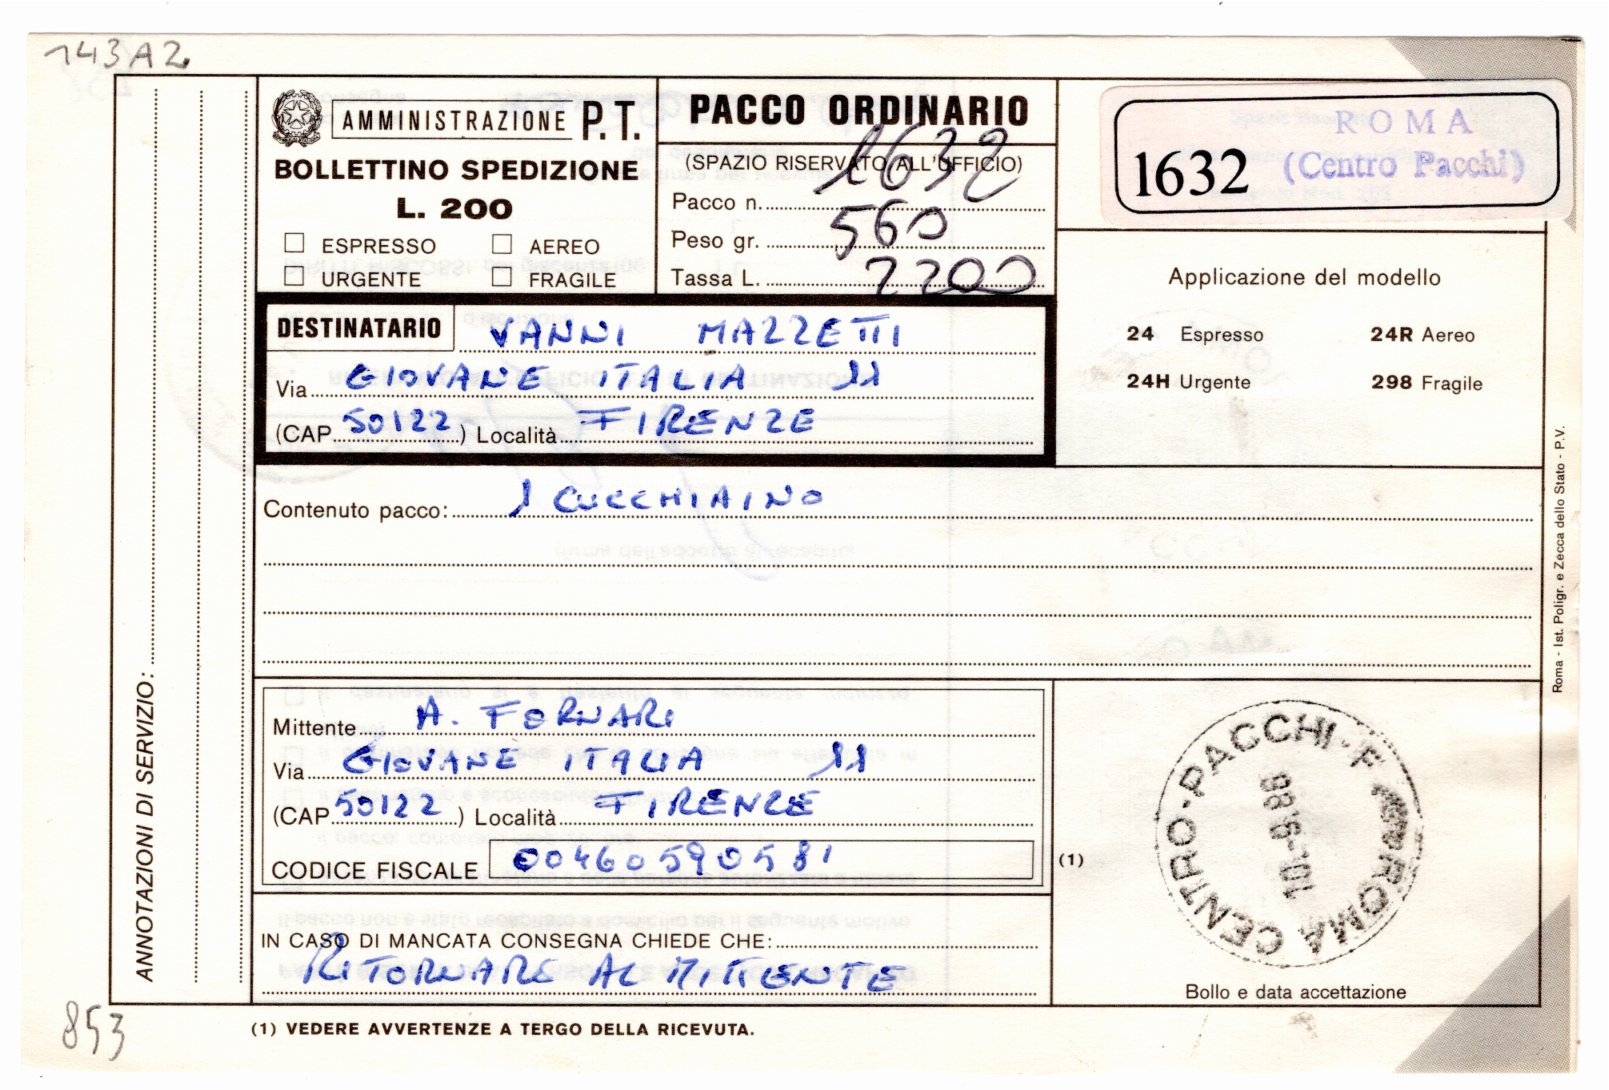 143A2
AMMINISTRAZIONE P.T.
BOLLETTINO SPEDIZIONE
L. 200
☐ ESPRESSO ☐ AEREO
☐ URGENTE ☐ FRAGILE
PACCO ORDINARIO
(SPAZIO RISERVATO ALL'UFFICIO)
Pacco n. 1632
Peso gr. 560
Tassa L. 2200
1632
ROMA
(Centro Pacchi)
Applicazione del modello
24 Espresso 24R Aereo
24H Urgente 298 Fragile
DESTINATARIO VANNI MAZZETTI
Via GIOVANE ITALIA 11
(CAP 50122) Località FIRENZE
Contenuto pacco: 1 CUCCHIAINO
Mittente A. FORNARI
Via GIOVANE ITALIA 11
(CAP 50122) Località FIRENZE
CODICE FISCALE 00460590581
IN CASO DI MANCATA CONSEGNA CHIEDE CHE:
RITORNARE AL MITTENTE
(1)
ROMA CENTRO-PACCHI-F
10.-9.86
Bollo e data accettazione
ANNOTAZIONI DI SERVIZIO:
Roma - Ist. Poligr. e Zecca dello Stato - P.V.
853
(1) VEDERE AVVERTENZE A TERGO DELLA RICEVUTA.